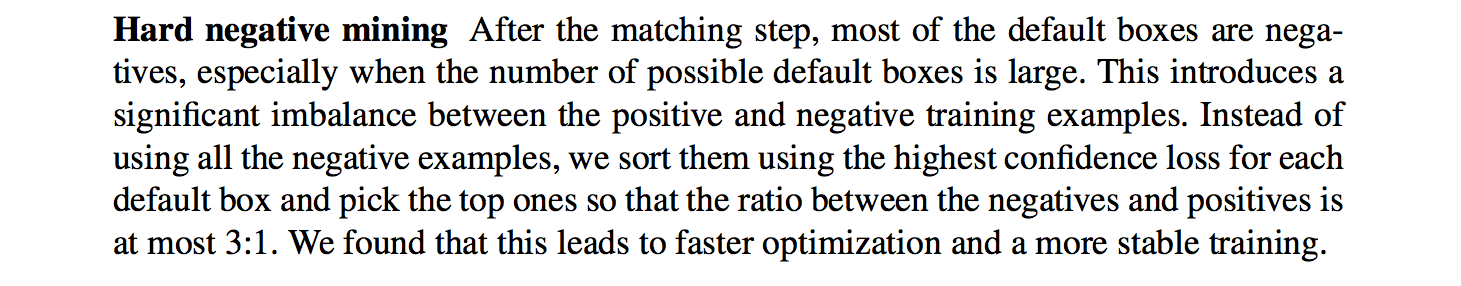 Hard negative mining After the matching step, most of the default boxes are nega-
tives, especially when the number of possible default boxes is large. This introduces a
significant imbalance between the positive and negative training examples. Instead of
using all the negative examples, we sort them using the highest confidence loss for each
default box and pick the top ones so that the ratio between the negatives and positives is
at most 3:1. We found that this leads to faster optimization and a more stable training.